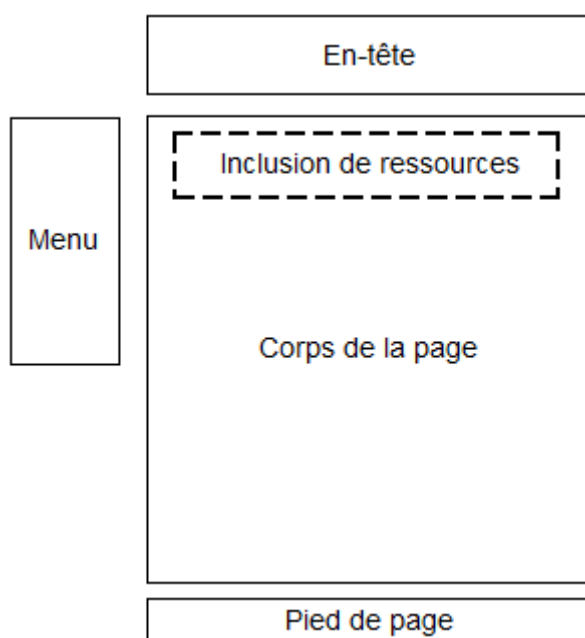 En-tête
Inclusion de ressources
Menu
Corps de la page
Pied de page